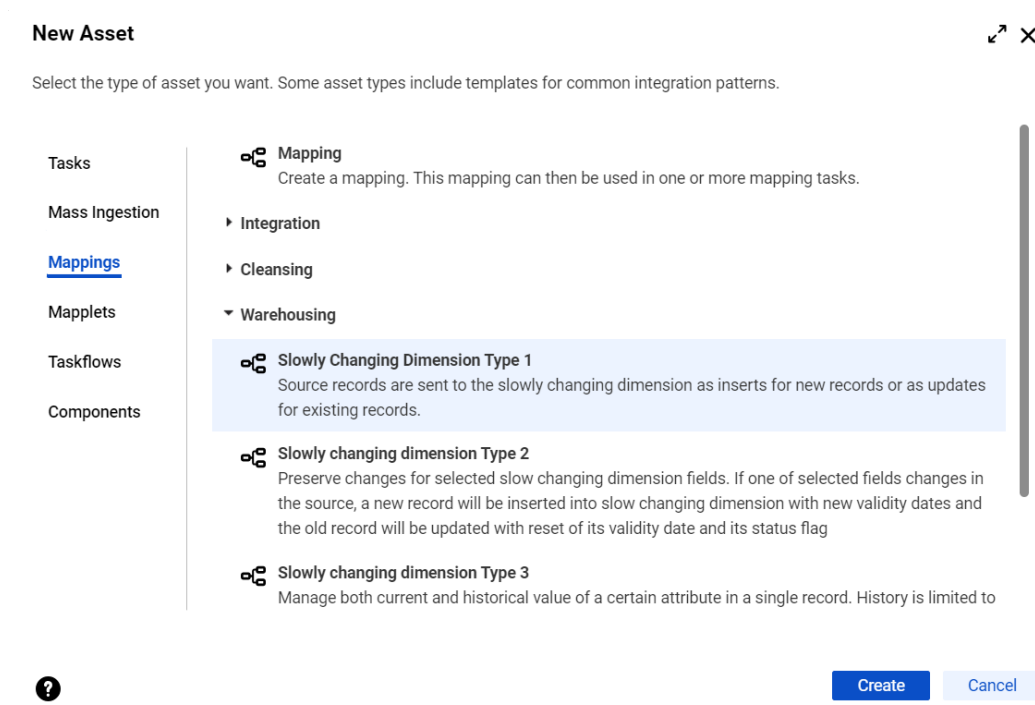 New Asset
Select the type of asset you want. Some asset types include templates for common integration patterns.
Tasks
Mass Ingestion
Mappings
Mapplets
Taskflows
Components
Mapping
Create a mapping. This mapping can then be used in one or more mapping tasks.
Integration
Cleansing
Warehousing
Slowly Changing Dimension Type 1
Source records are sent to the slowly changing dimension as inserts for new records or as updates
for existing records.
Slowly changing dimension Type 2
Preserve changes for selected slow changing dimension fields. If one of selected fields changes in
the source, a new record will be inserted into slow changing dimension with new validity dates and
the old record will be updated with reset of its validity date and its status flag
Slowly changing dimension Type 3
Manage both current and historical value of a certain attribute in a single record. History is limited to
?
Create
Cancel